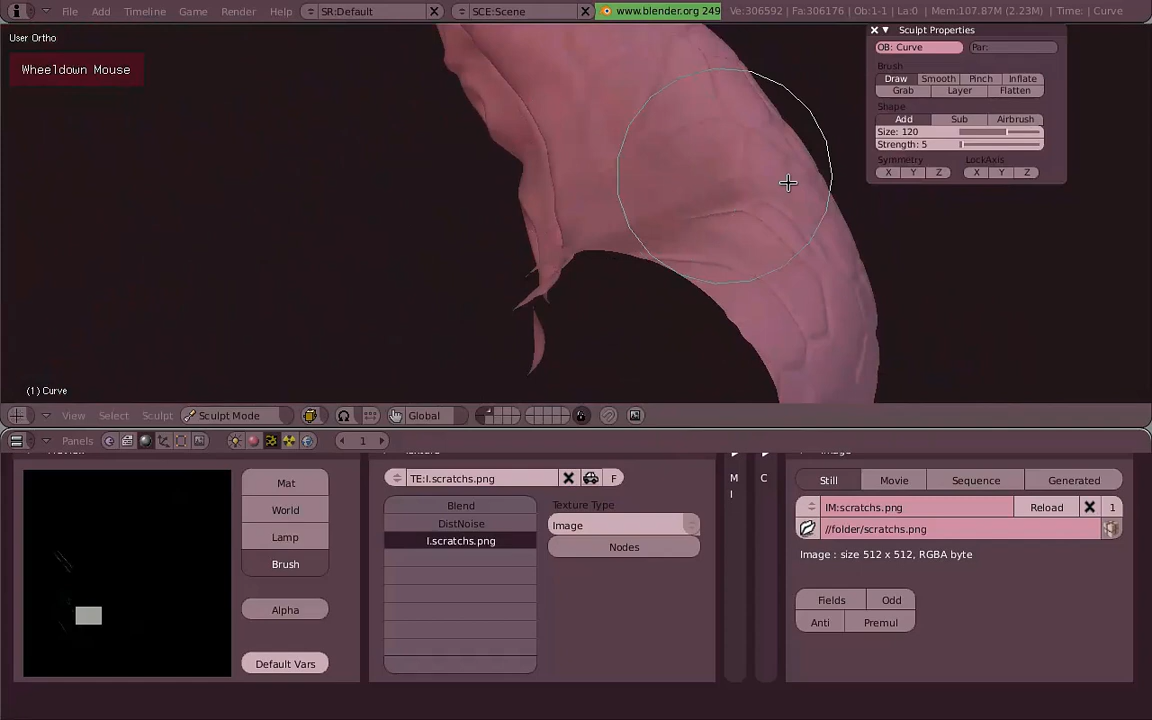 File Add Timeline Game Render Help SR:Default SCE:Scene www.blender.org 249 Ve:306592 | Fa:306176 | Ob:1-1 | La:0 | Mem:107.87M (2.23M) | Time: | Curve
User Ortho
Wheeldown Mouse
Sculpt Properties
OB: Curve Par:
Brush
Draw Smooth Pinch Inflate
Grab Layer Flatten
Shape
Add Sub Airbrush
Size: 120
Strength: 5
Symmetry LockAxis
X Y Z X Y Z
(1) Curve
View Select Sculpt Sculpt Mode Global
Panels 1
Mat
World
Lamp
Brush
Alpha
Default Vars
TE:I.scratchs.png F
Blend
DistNoise
I.scratchs.png
Texture Type
Image
Nodes
M
I
C
Still Movie Sequence Generated
IM:scratchs.png Reload 1
//folder/scratchs.png
Image : size 512 x 512, RGBA byte
Fields Odd
Anti Premul